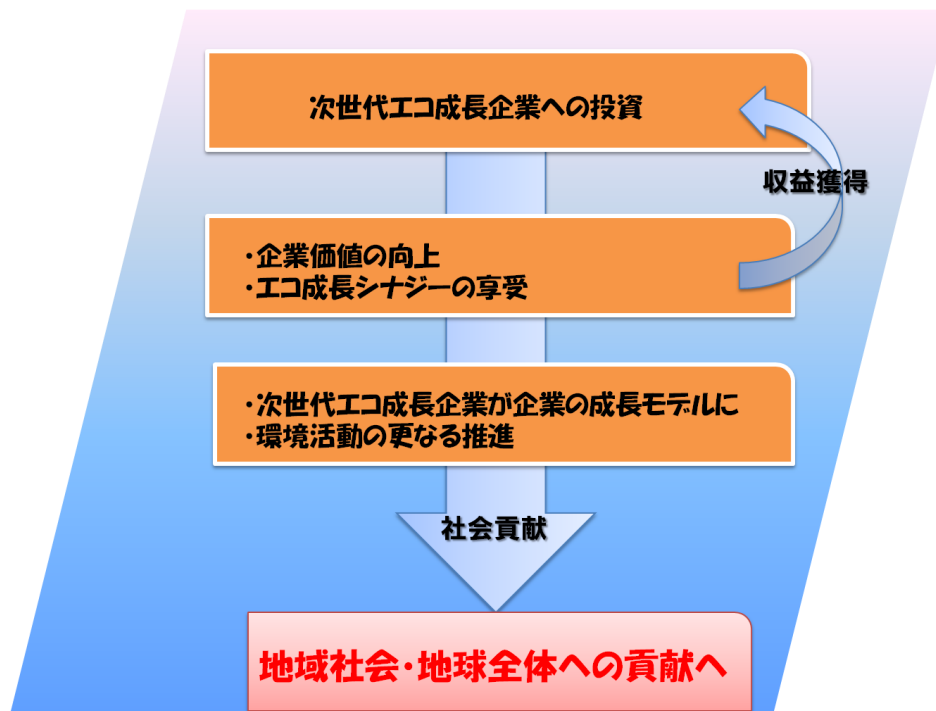 次世代エコ成長企業への投資
収益獲得
・企業価値の向上
・エコ成長シナジーの享受
・次世代エコ成長企業が企業の成長モデルに
・環境活動の更なる推進
社会貢献
地域社会・地球全体への貢献へ